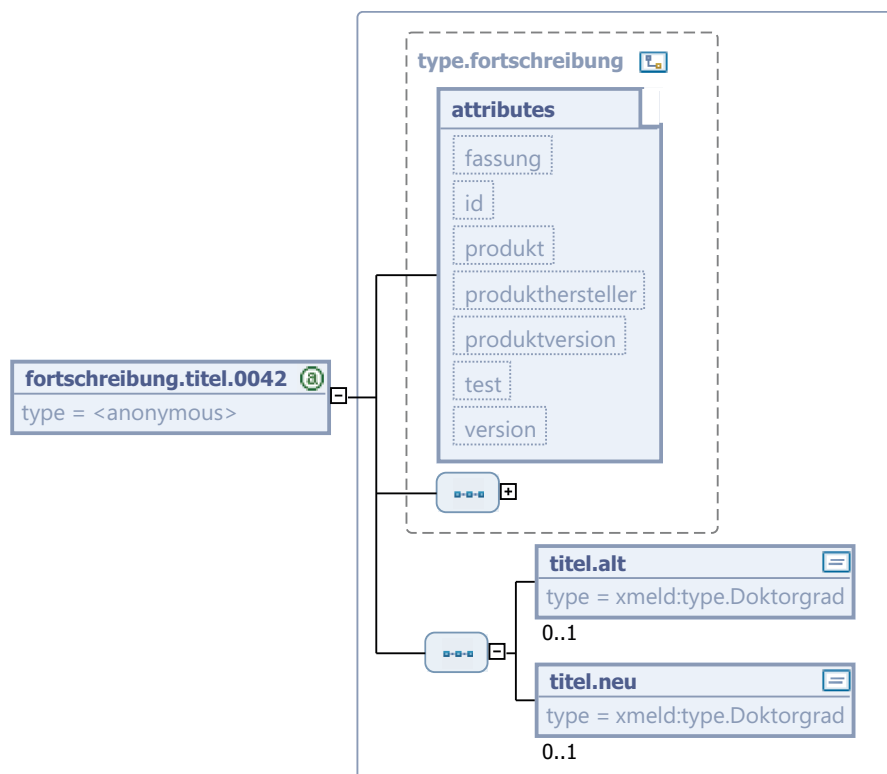 type.fortschreibung
attributes
fassung
id
produkt
produkthersteller
produktversion
test
version
fortschreibung.titel.0042
type = <anonymous>
titel.alt
type = xmeld:type.Doktorgrad
0..1
titel.neu
type = xmeld:type.Doktorgrad
0..1